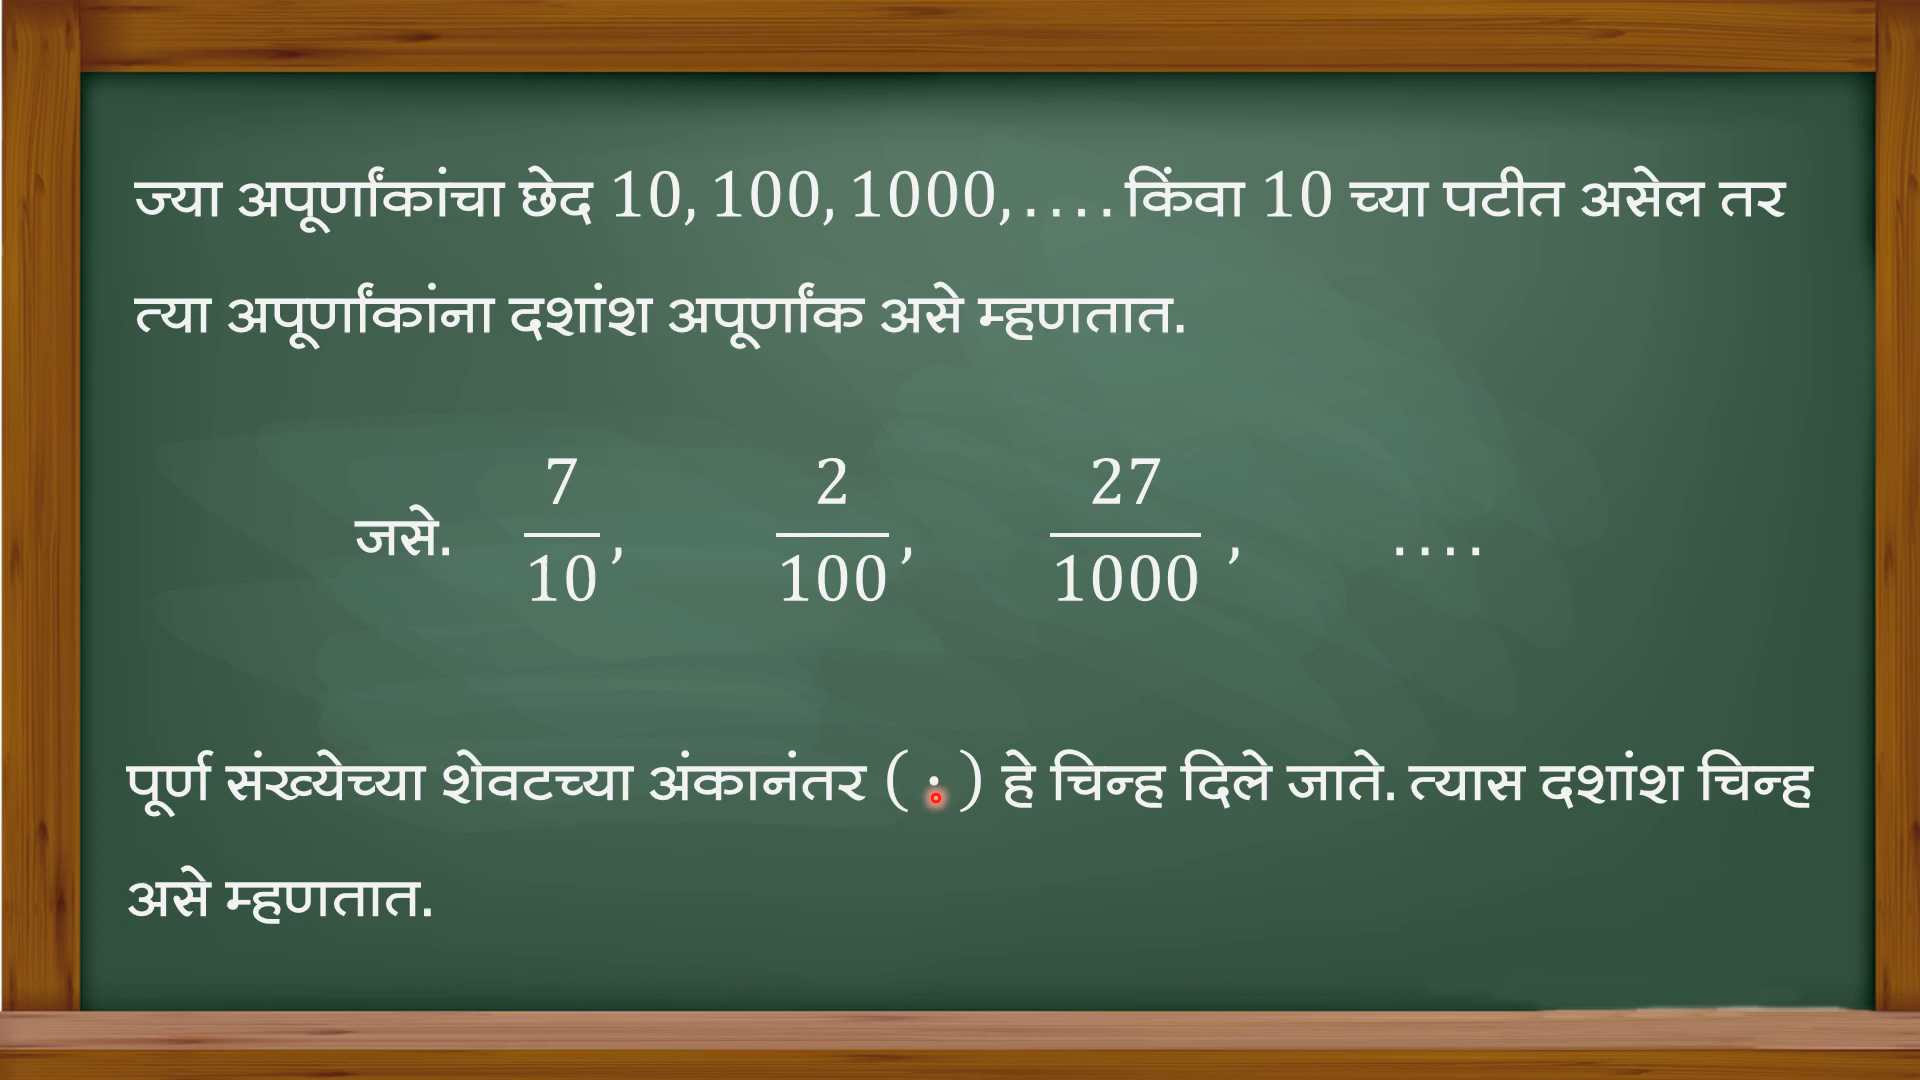 ज्या अपूर्णांकांचा छेद 10, 100, 1000, .... किंवा 10 च्या पटीत असेल तर
त्या अपूर्णांकांना दशांश अपूर्णांक असे म्हणतात.
जसे. 7/10, 2/100, 27/1000 , ....
पूर्ण संख्येच्या शेवटच्या अंकानंतर ( . ) हे चिन्ह दिले जाते. त्यास दशांश चिन्ह
असे म्हणतात.